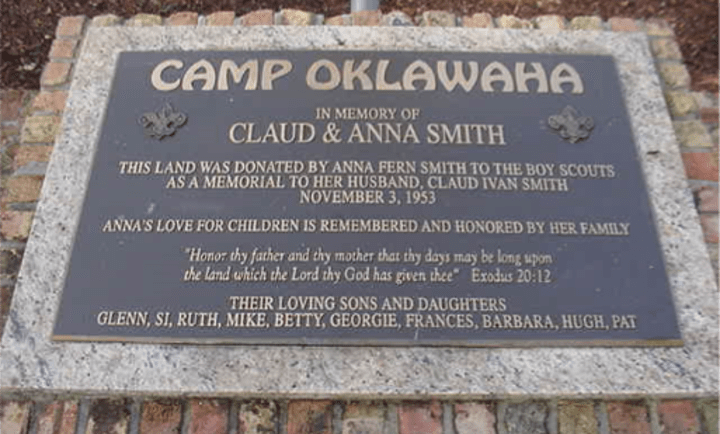 CAMP OKLAWAHA
IN MEMORY OF
CLAUD & ANNA SMITH
THIS LAND WAS DONATED BY ANNA FERN SMITH TO THE BOY SCOUTS
AS A MEMORIAL TO HER HUSBAND, CLAUD IVAN SMITH
NOVEMBER 3, 1953
ANNA'S LOVE FOR CHILDREN IS REMEMBERED AND HONORED BY HER FAMILY
"Honor thy father and thy mother that thy days may be long upon
the land which the Lord thy God has given thee" Exodus 20:12
THEIR LOVING SONS AND DAUGHTERS
GLENN, SI, RUTH, MIKE, BETTY, GEORGIE, FRANCES, BARBARA, HUGH, PAT